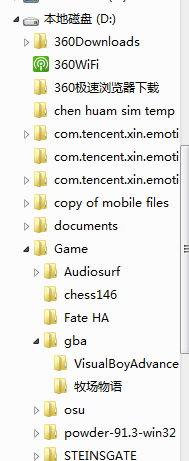 本地磁盘 (D:)
360Downloads
360WiFi
360极速浏览器下载
chen huam sim temp
com.tencent.xin.emoti
com.tencent.xin.emoti
com.tencent.xin.emoti
copy of mobile files
documents
Game
Audiosurf
chess146
Fate HA
gba
VisualBoyAdvance
牧场物语
osu
powder-91.3-win32
STEINSGATE